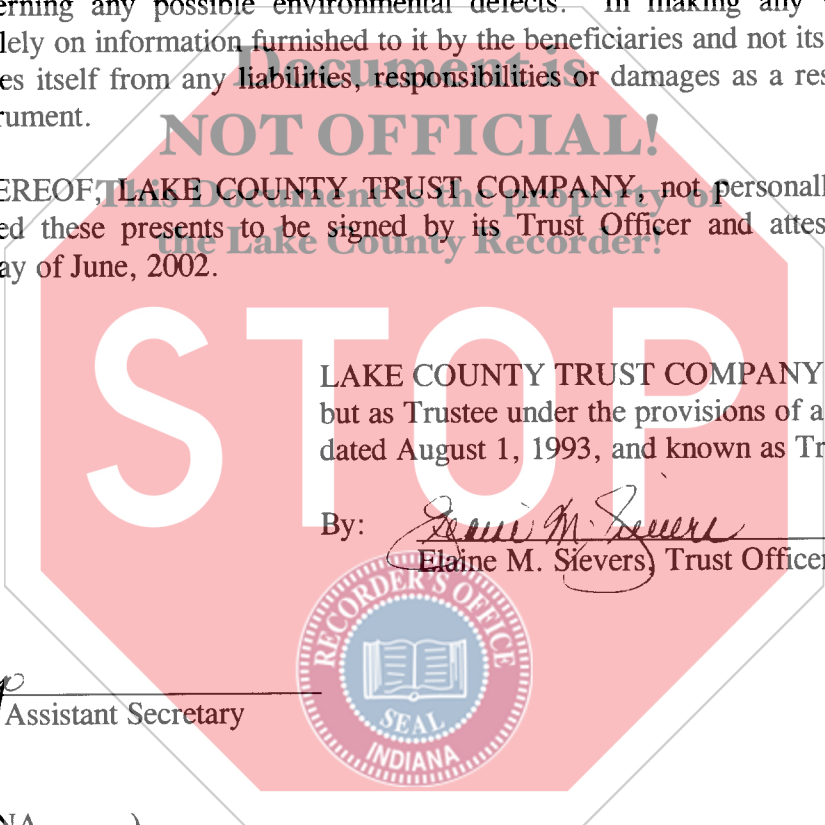 erning any possible environmental defects. In making any
lely on information furnished to it by the beneficiaries and not its
es itself from any liabilities, responsibilities or damages as a res
rument.
Document is
NOT OFFICIAL!
This Document is the property of
the Lake County Recorder!
EREOF, LAKE COUNTY TRUST COMPANY, not personall
ed these presents to be signed by its Trust Officer and attes
ay of June, 2002.
STOP
LAKE COUNTY TRUST COMPANY
but as Trustee under the provisions of a
dated August 1, 1993, and known as Tr
By: Elaine M. Sievers
Elaine M. Sievers, Trust Officer
RECORDER'S OFFICE
SEAL
INDIANA
Assistant Secretary
NA )